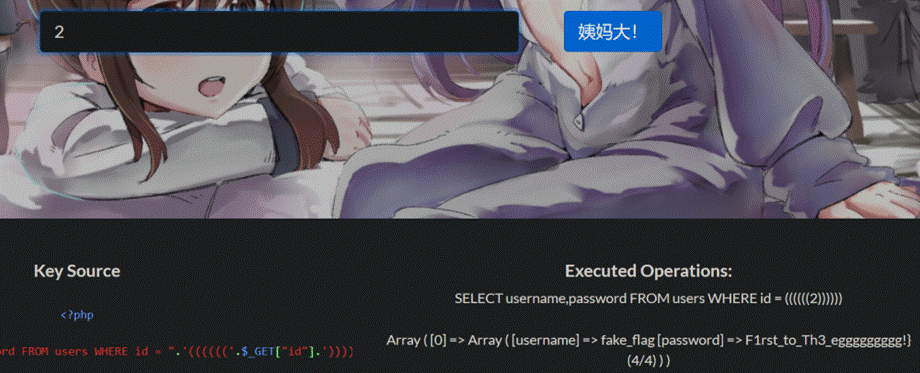 2
姨妈大!
Key Source
<?php
ord FROM users WHERE id = ".'((((((`.$_GET["id"].'))))
Executed Operations:
SELECT username,password FROM users WHERE id = ((((((2))))))
Array ( [0] => Array ( [username] => fake_flag [password] => F1rst_to_Th3_eggggggggg!}
(4/4) ) )